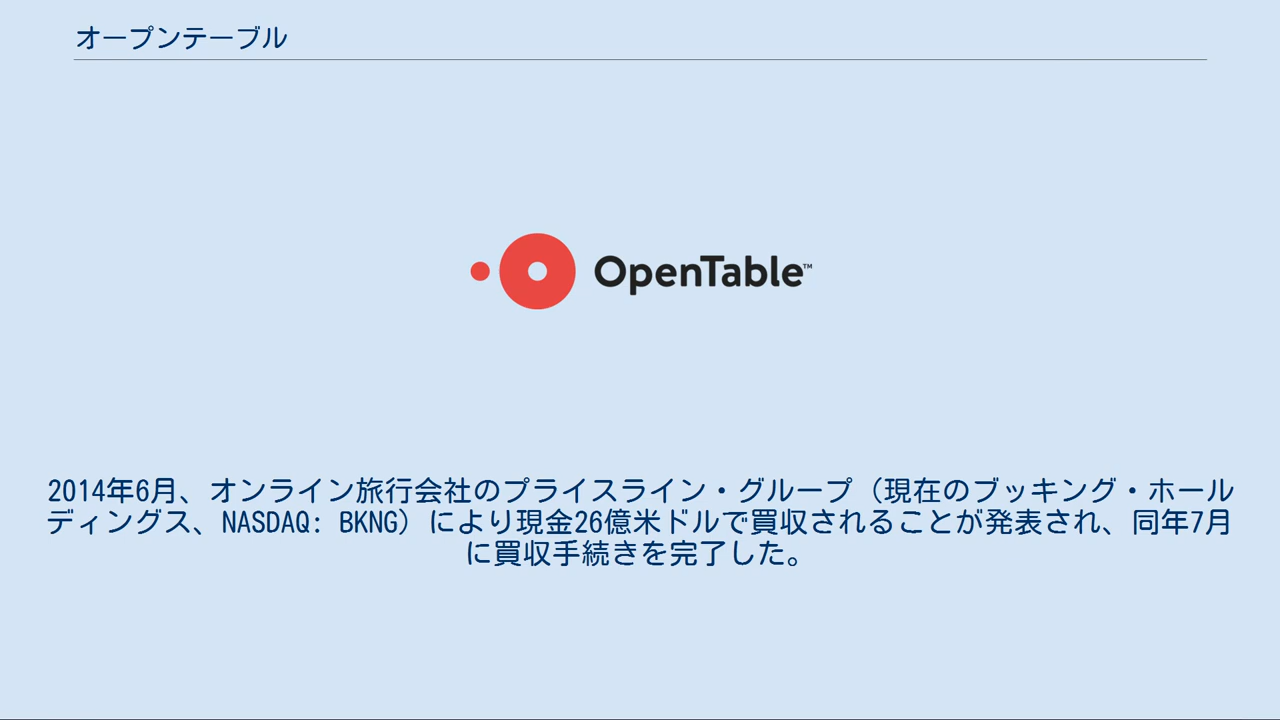 オープンテーブル
OpenTable™
2014年6月、オンライン旅行会社のプライスライン・グループ（現在のブッキング・ホール
ディングス、NASDAQ: BKNG）により現金26億米ドルで買収されることが発表され、同年7月
に買収手続きを完了した。